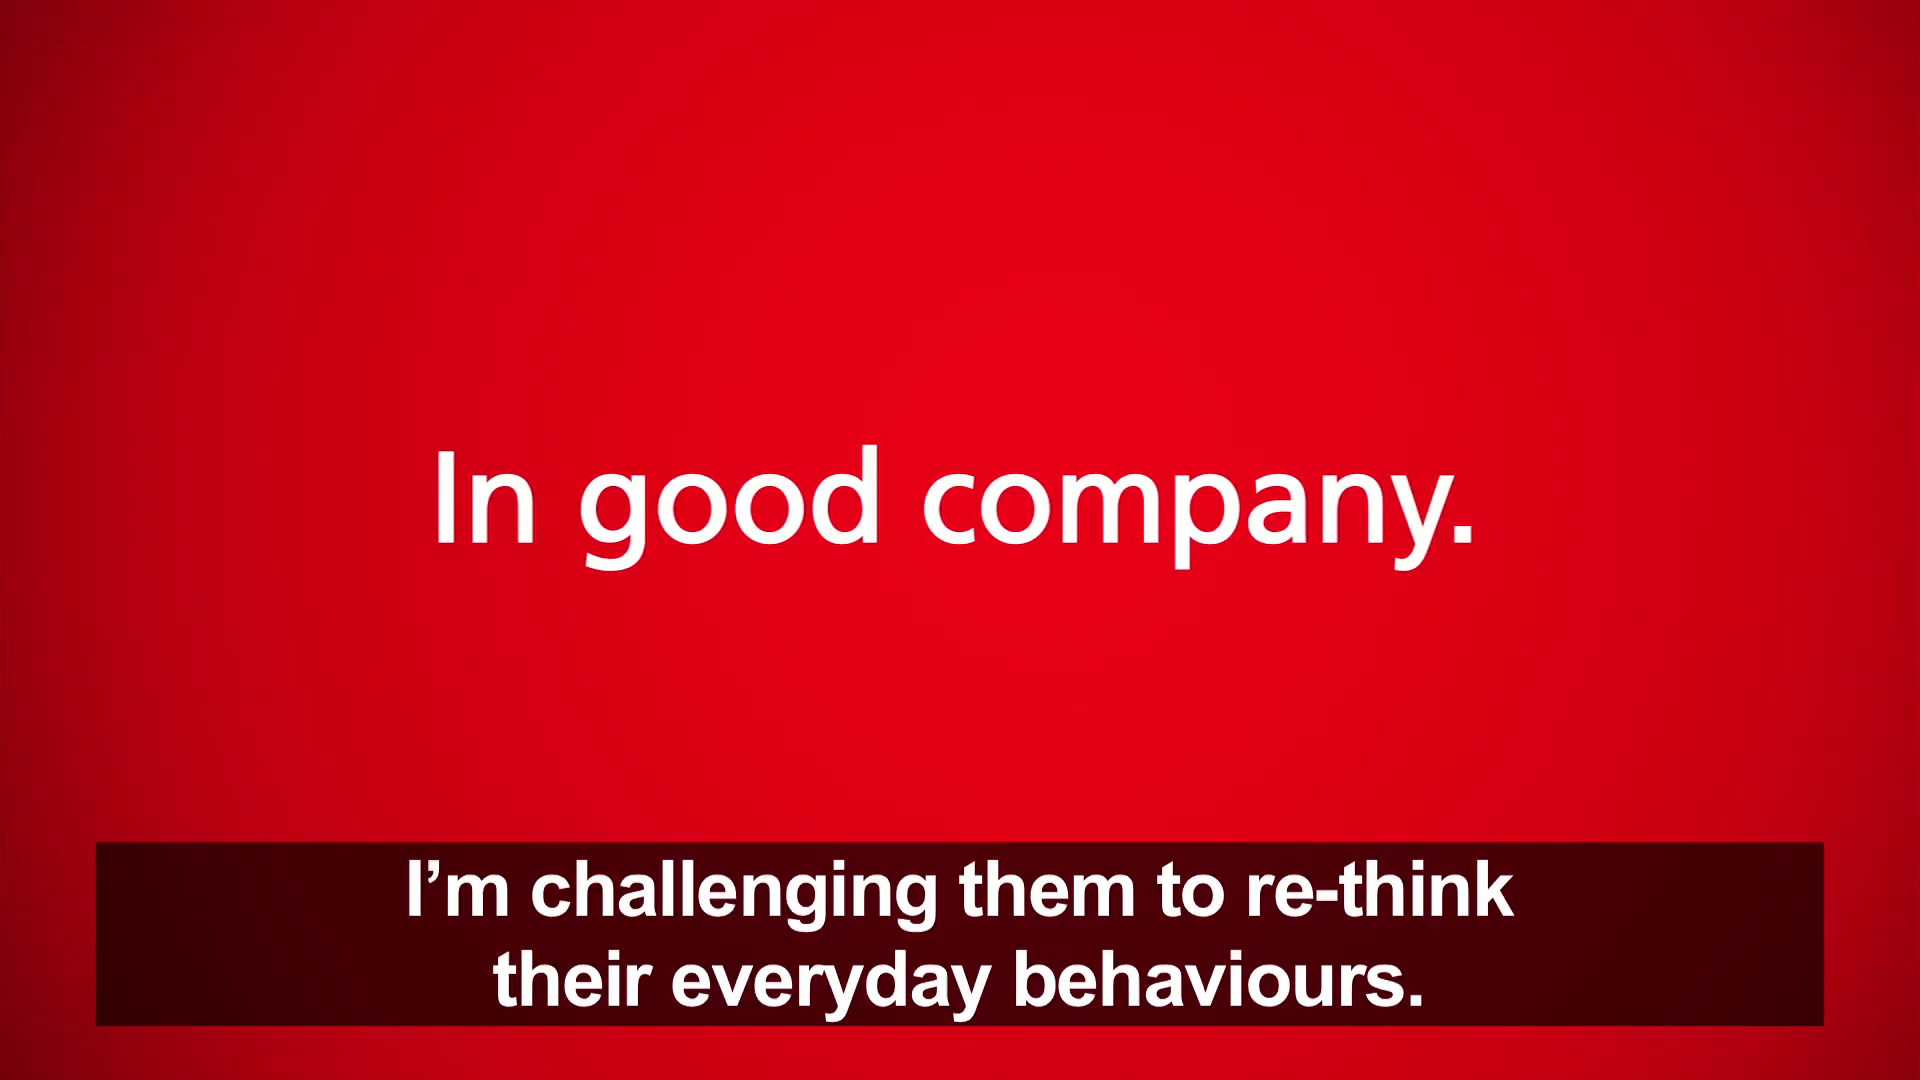 In good company.
I’m challenging them to re-think
their everyday behaviours.